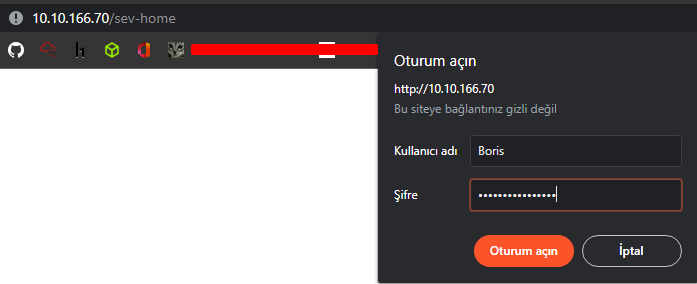 10.10.166.70/sev-home
Oturum açın
http://10.10.166.70
Bu siteye bağlantınız gizli değil
Kullanıcı adı
Boris
Şifre
••••••••••••••••
Oturum açın
İptal